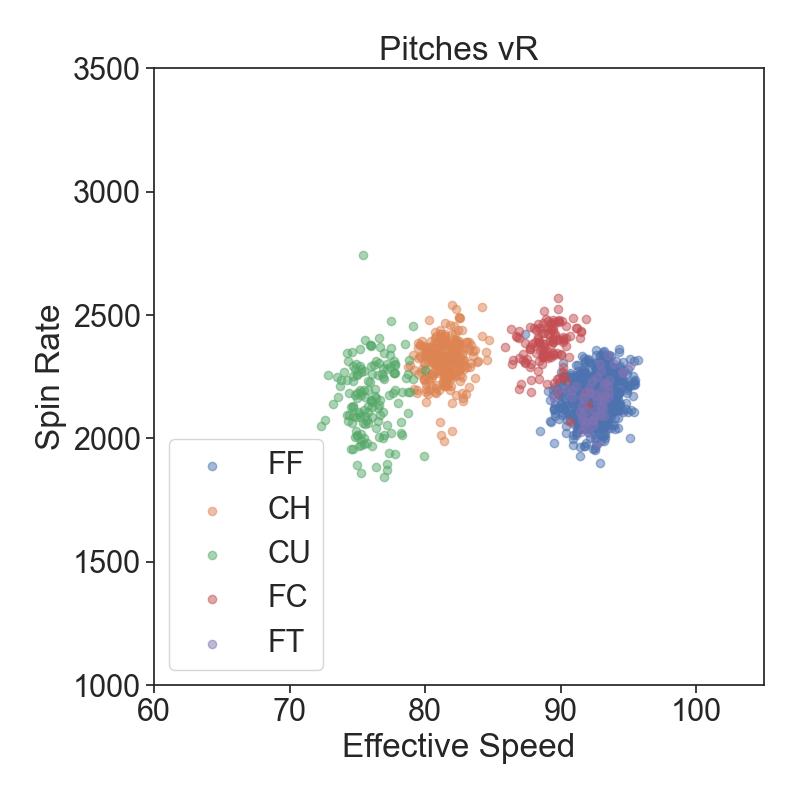 Pitches vR
3500
3000
2500
2000
1500
1000
Spin Rate
FF
CH
CU
FC
FT
60 70 80 90 100
Effective Speed